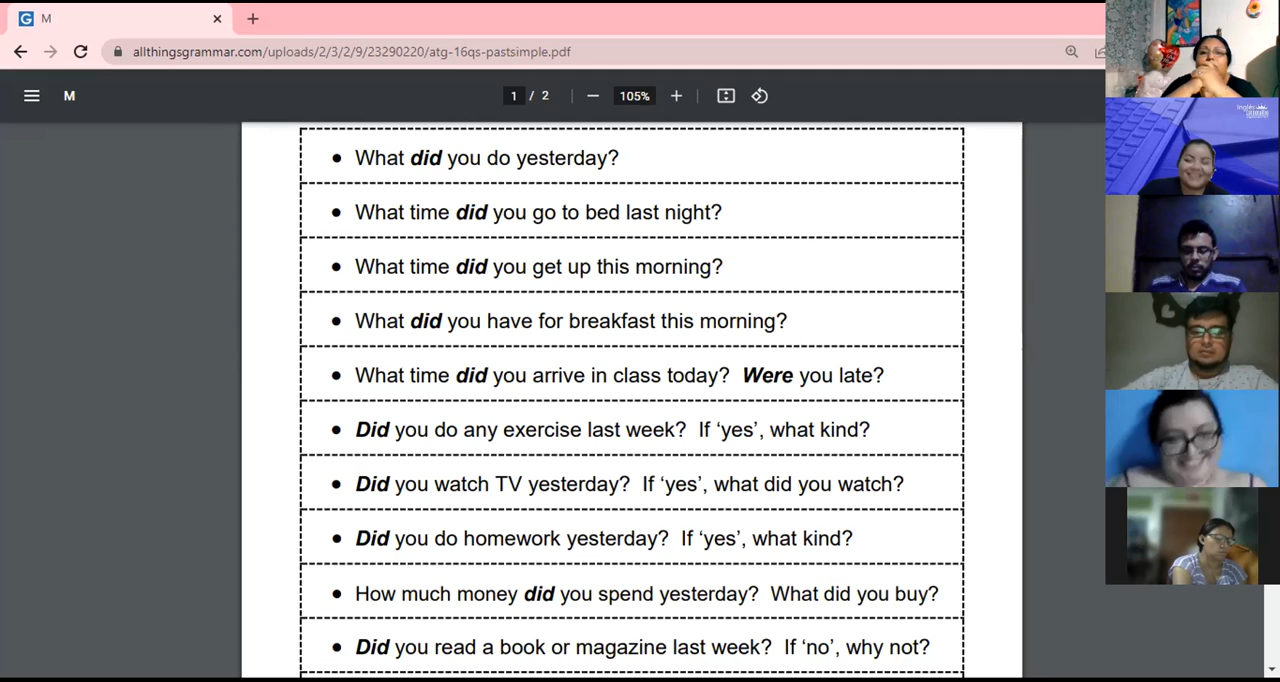 M
allthingsgrammar.com/uploads/2/3/2/9/23290220/atg-16qs-pastsimple.pdf
M
1 / 2
105%
Inglés
• What did you do yesterday?
• What time did you go to bed last night?
• What time did you get up this morning?
• What did you have for breakfast this morning?
• What time did you arrive in class today? Were you late?
• Did you do any exercise last week? If ‘yes’, what kind?
• Did you watch TV yesterday? If ‘yes’, what did you watch?
• Did you do homework yesterday? If ‘yes’, what kind?
• How much money did you spend yesterday? What did you buy?
• Did you read a book or magazine last week? If ‘no’, why not?